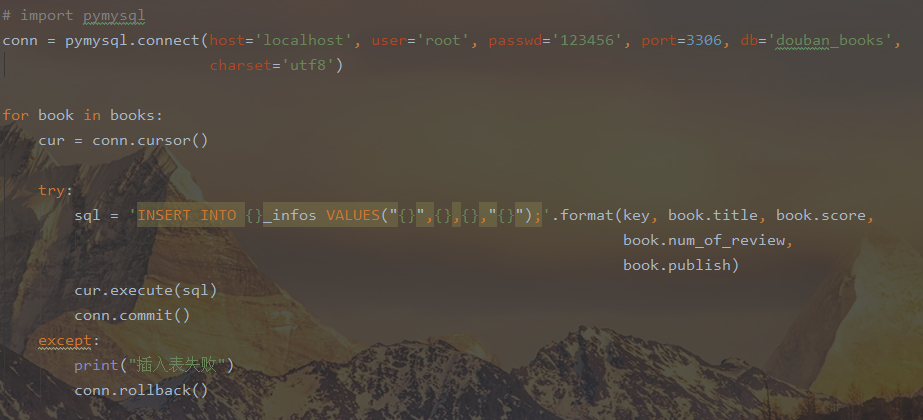 # import pymysql
conn = pymysql.connect(host='localhost', user='root', passwd='123456', port=3306, db='douban_books',
charset='utf8')
for book in books:
cur = conn.cursor()
try:
sql = 'INSERT INTO {}_infos VALUES("{}",{},{},"{}");'.format(key, book.title, book.score,
book.num_of_review,
book.publish)
cur.execute(sql)
conn.commit()
except:
print("插入表失败")
conn.rollback()